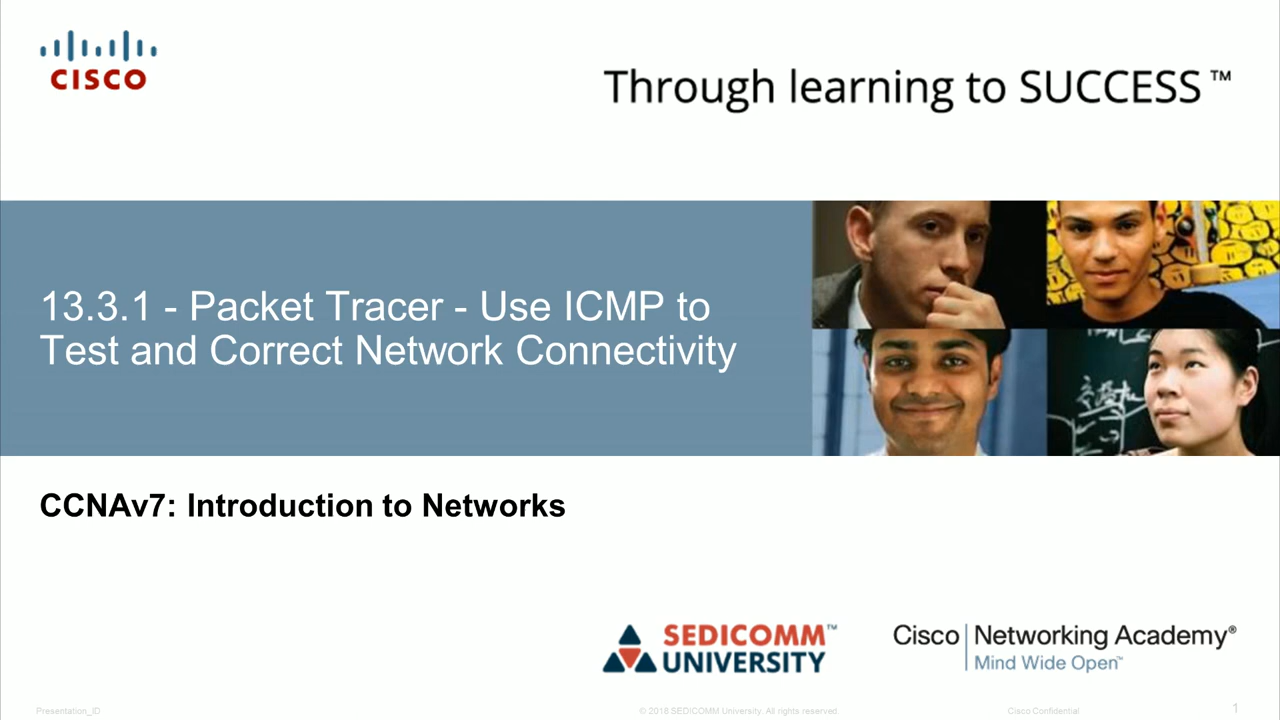 CISCO
Through learning to SUCCESS™
13.3.1 - Packet Tracer - Use ICMP to
Test and Correct Network Connectivity
CCNAv7: Introduction to Networks
SEDICOMM™
UNIVERSITY
Cisco Networking Academy®
Mind Wide Open™
Presentation_ID
© 2018 SEDICOMM University. All rights reserved.
Cisco Confidential
1